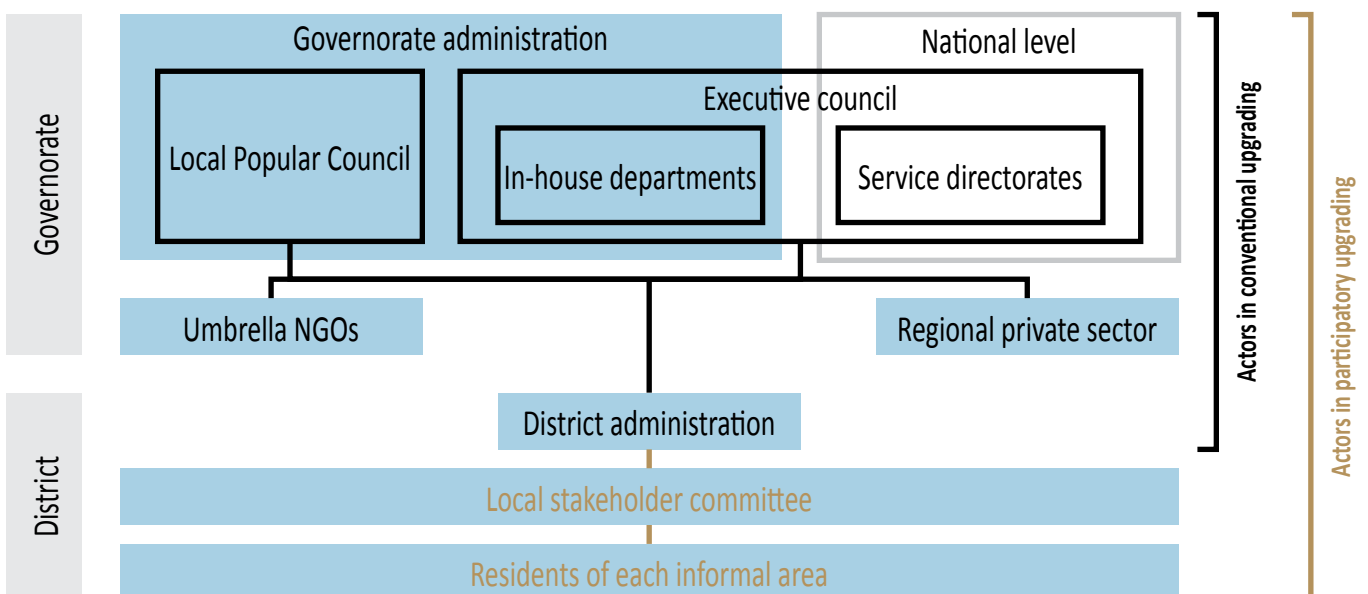 Governorate
Governorate administration
National level
Executive council
Local Popular Council
In-house departments
Service directorates
Umbrella NGOs
Regional private sector
District
District administration
Local stakeholder committee
Residents of each informal area
Actors in conventional upgrading
Actors in participatory upgrading